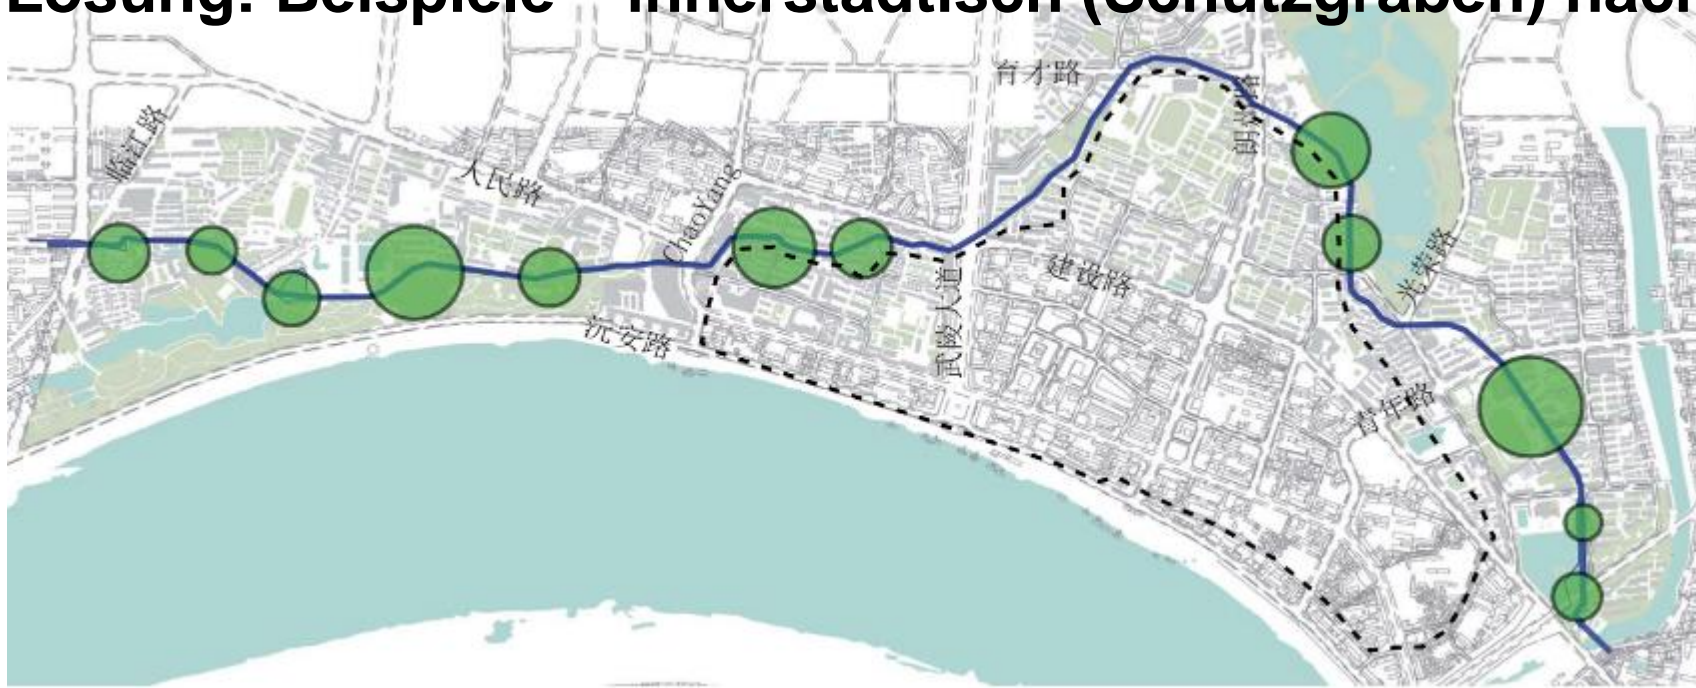 Lösung: Beispiele – innerstädtisch (Schutzgraben) nach
育才路
临江路
人民路
ChaoYang
建设路
光荣路
沅安路
武陵大道
青年路